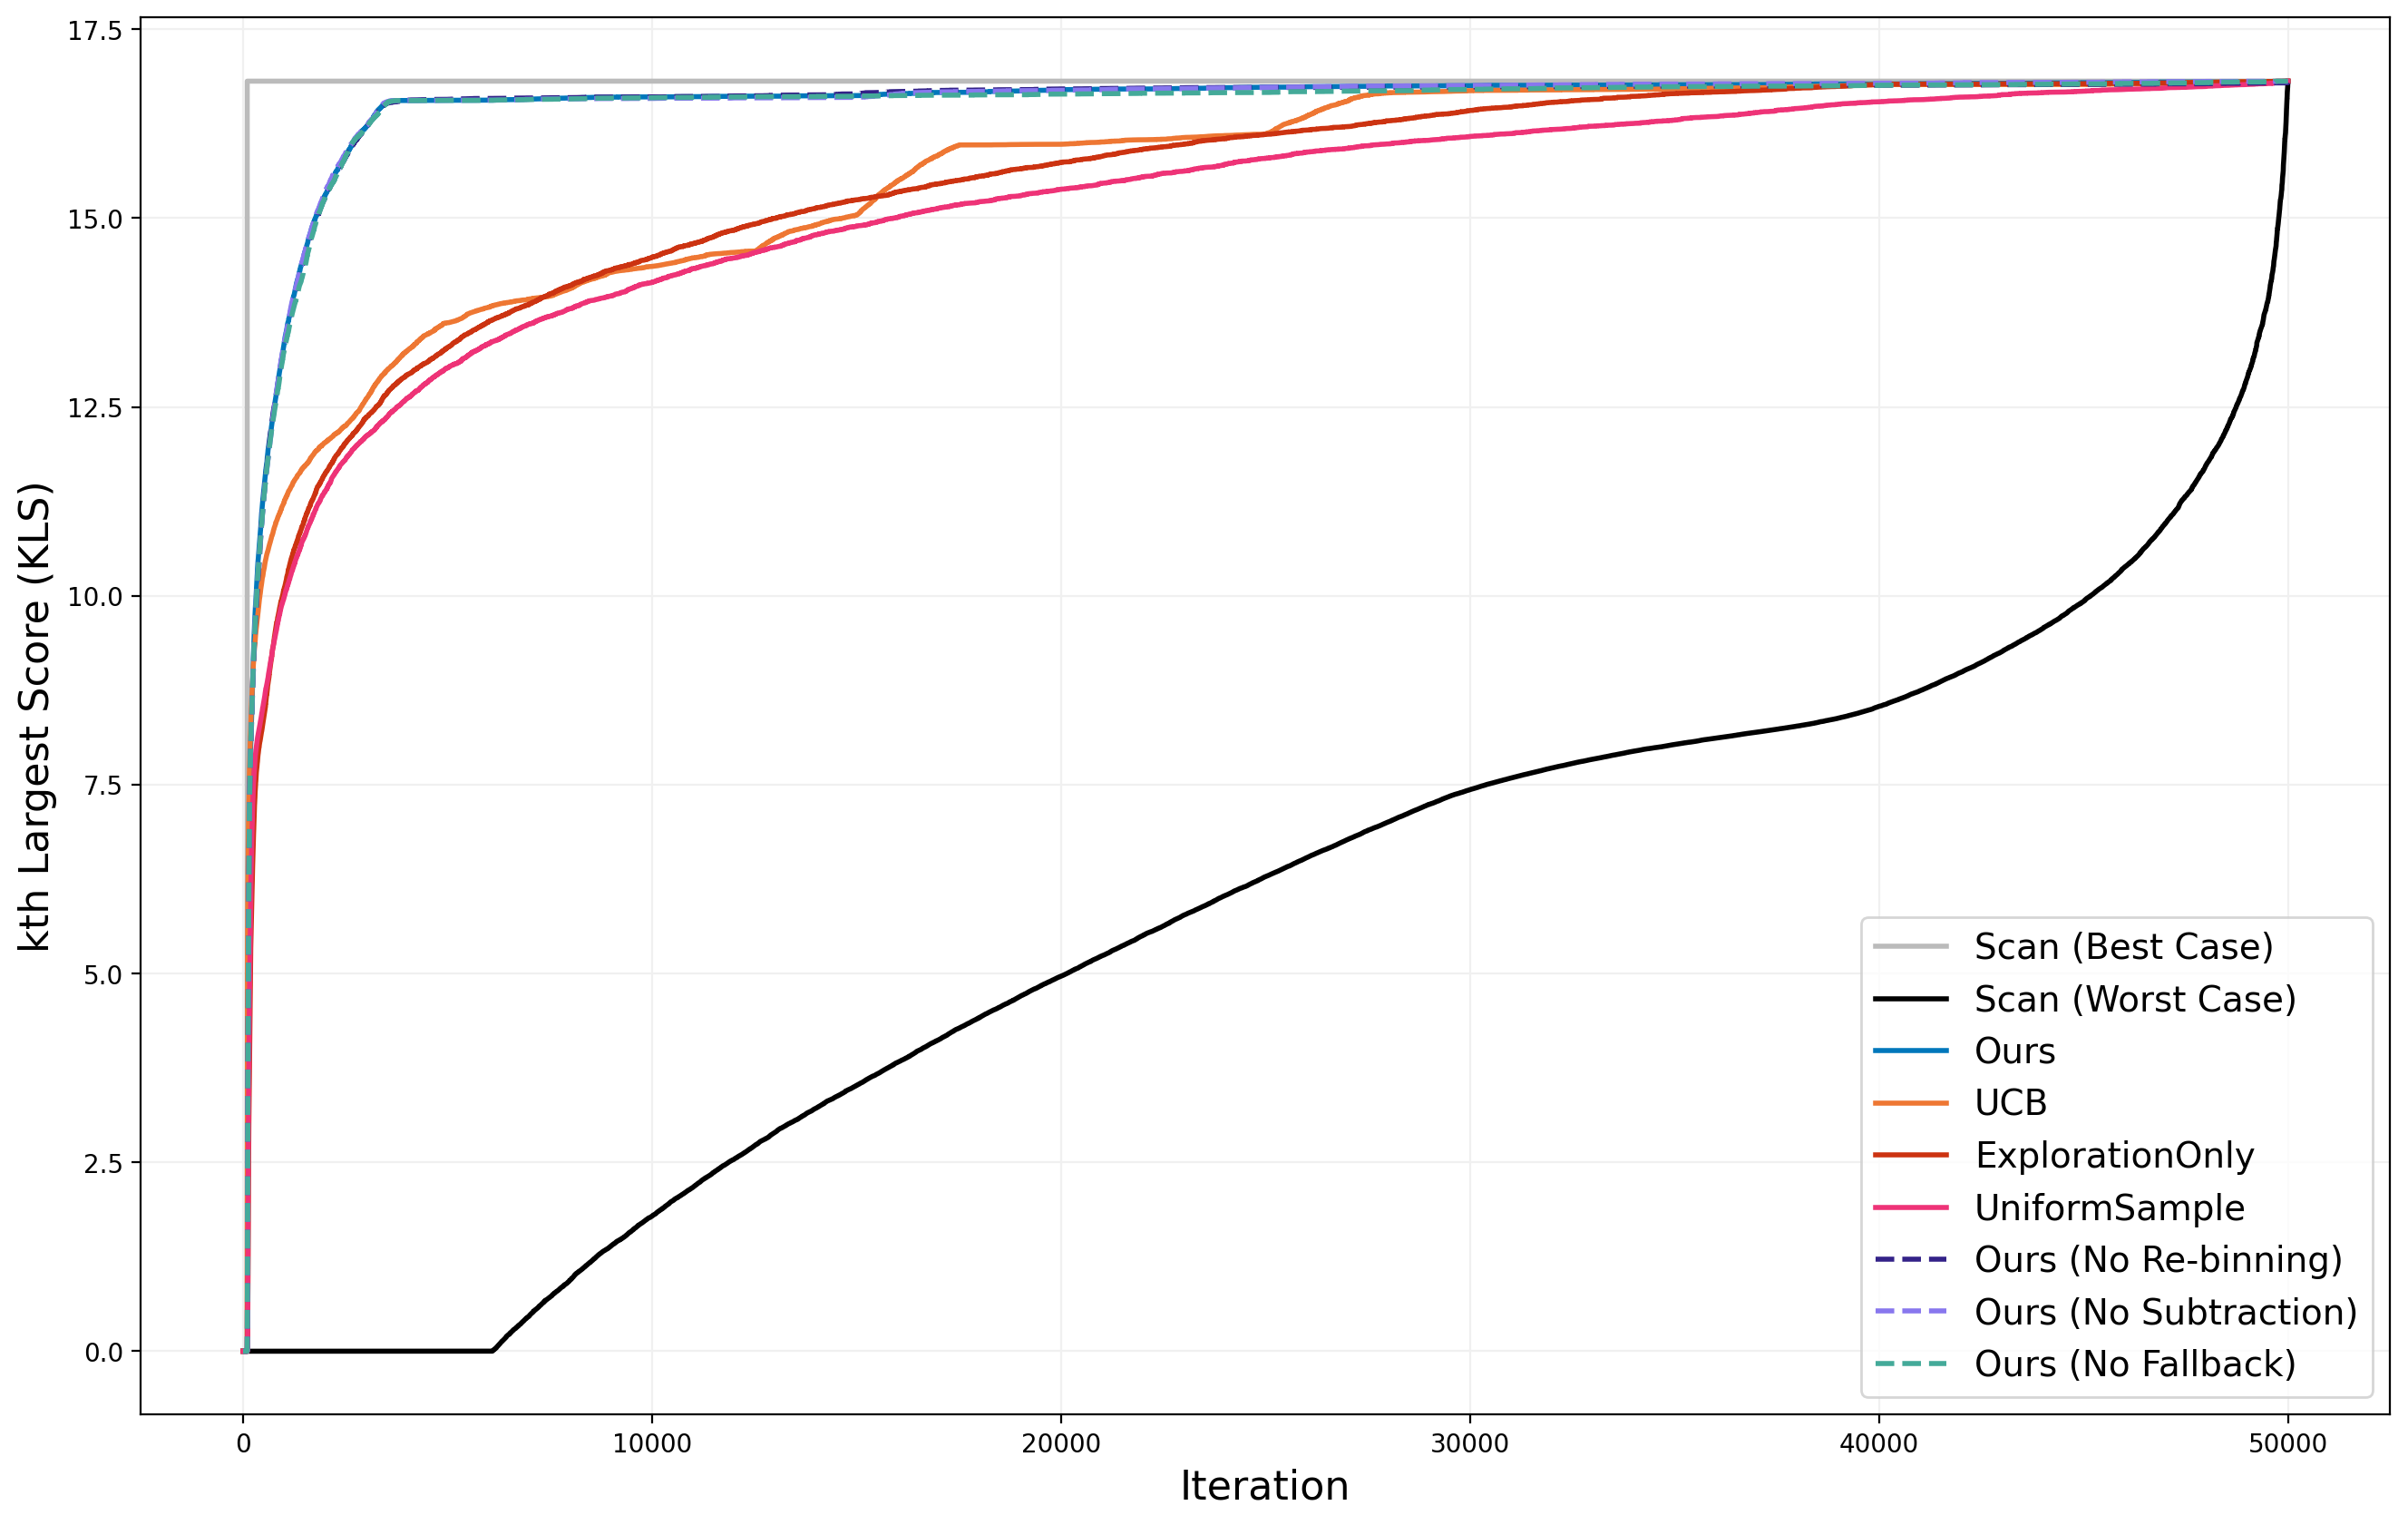 17.5
15.0
12.5
10.0
7.5
5.0
2.5
0.0
kth Largest Score (KLS)
0 10000 20000 30000 40000 50000
Iteration
Scan (Best Case)
Scan (Worst Case)
Ours
UCB
ExplorationOnly
UniformSample
Ours (No Re-binning)
Ours (No Subtraction)
Ours (No Fallback)